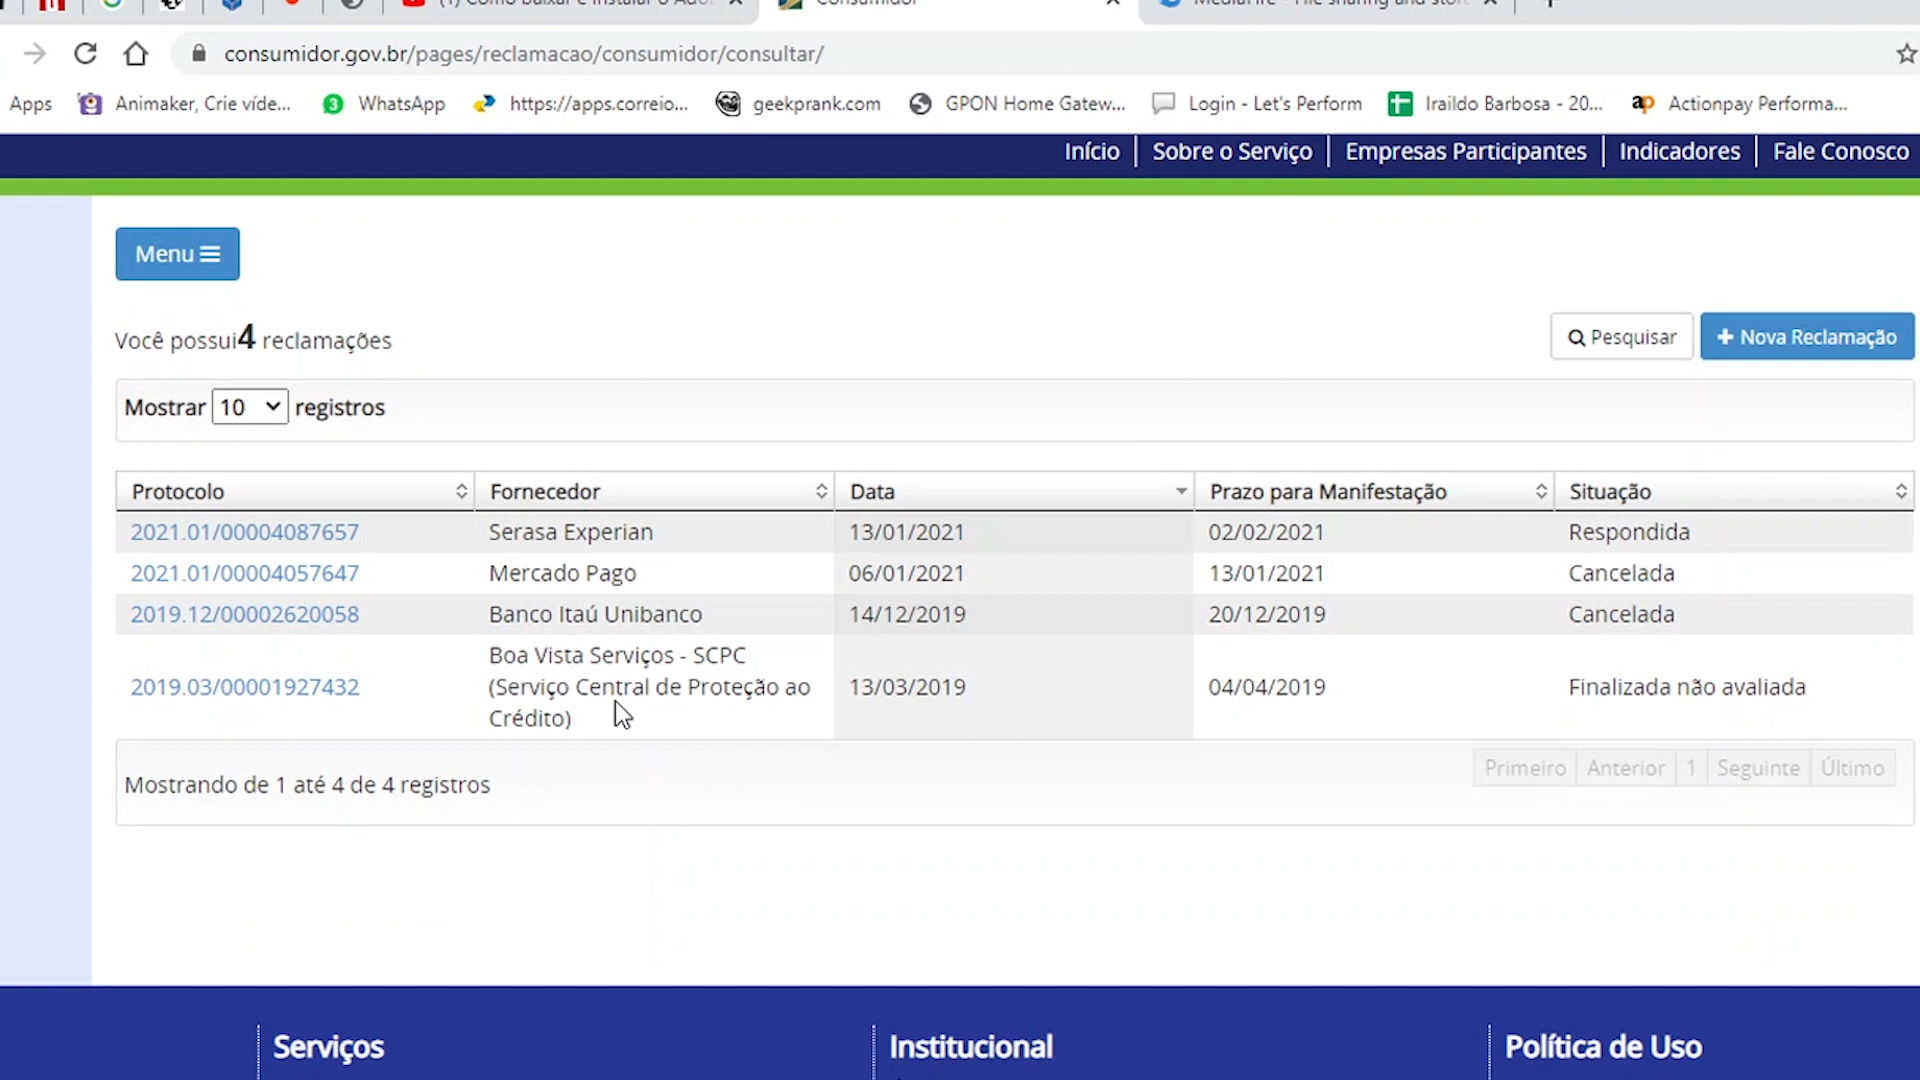 consumidor.gov.br/pages/reclamacao/consumidor/consultar/
Apps Animaker, Crie víde... 3 WhatsApp https://apps.correio... geekprank.com GPON Home Gatew... Login - Let's Perform Iraildo Barbosa - 20... ap Actionpay Performa...
Início Sobre o Serviço Empresas Participantes Indicadores Fale Conosco
Menu
Você possui4 reclamações
Pesquisar Nova Reclamação
Mostrar 10 registros
Protocolo Fornecedor Data Prazo para Manifestação Situação
2021.01/00004087657 Serasa Experian 13/01/2021 02/02/2021 Respondida
2021.01/00004057647 Mercado Pago 06/01/2021 13/01/2021 Cancelada
2019.12/00002620058 Banco Itaú Unibanco 14/12/2019 20/12/2019 Cancelada
Boa Vista Serviços - SCPC
2019.03/00001927432 (Serviço Central de Proteção ao 13/03/2019 04/04/2019 Finalizada não avaliada
Crédito)
Mostrando de 1 até 4 de 4 registros
Primeiro Anterior 1 Seguinte Último
Serviços Institucional Política de Uso